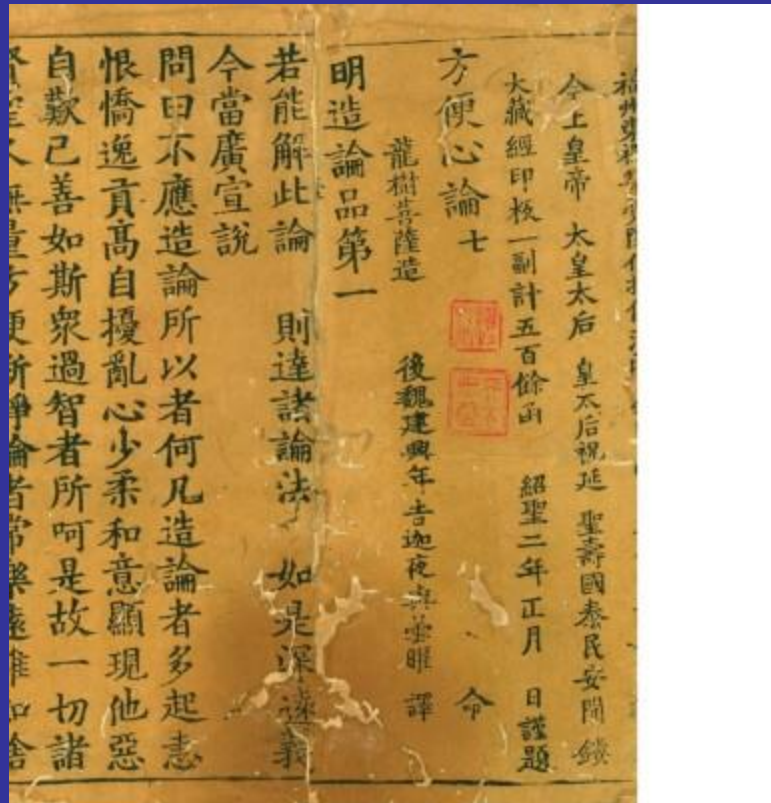 今上皇帝 太皇太后 皇太后祝延 聖壽國泰民安開鏤
大藏經印板一副計五百餘函 紹聖二年正月 日謹題
方便心論 七 命
龍樹菩薩造 後魏建興年吉迦夜與曇曜 譯
明造論品第一
若能解此論 則達諸論法 如是深遠義
今當廣宣說
問曰不應造論所以者何凡造論者多起恚
恨憍逸貢高自擾亂心少柔和意顯現他惡
自歎己善如斯衆過智者所呵是故一切諸